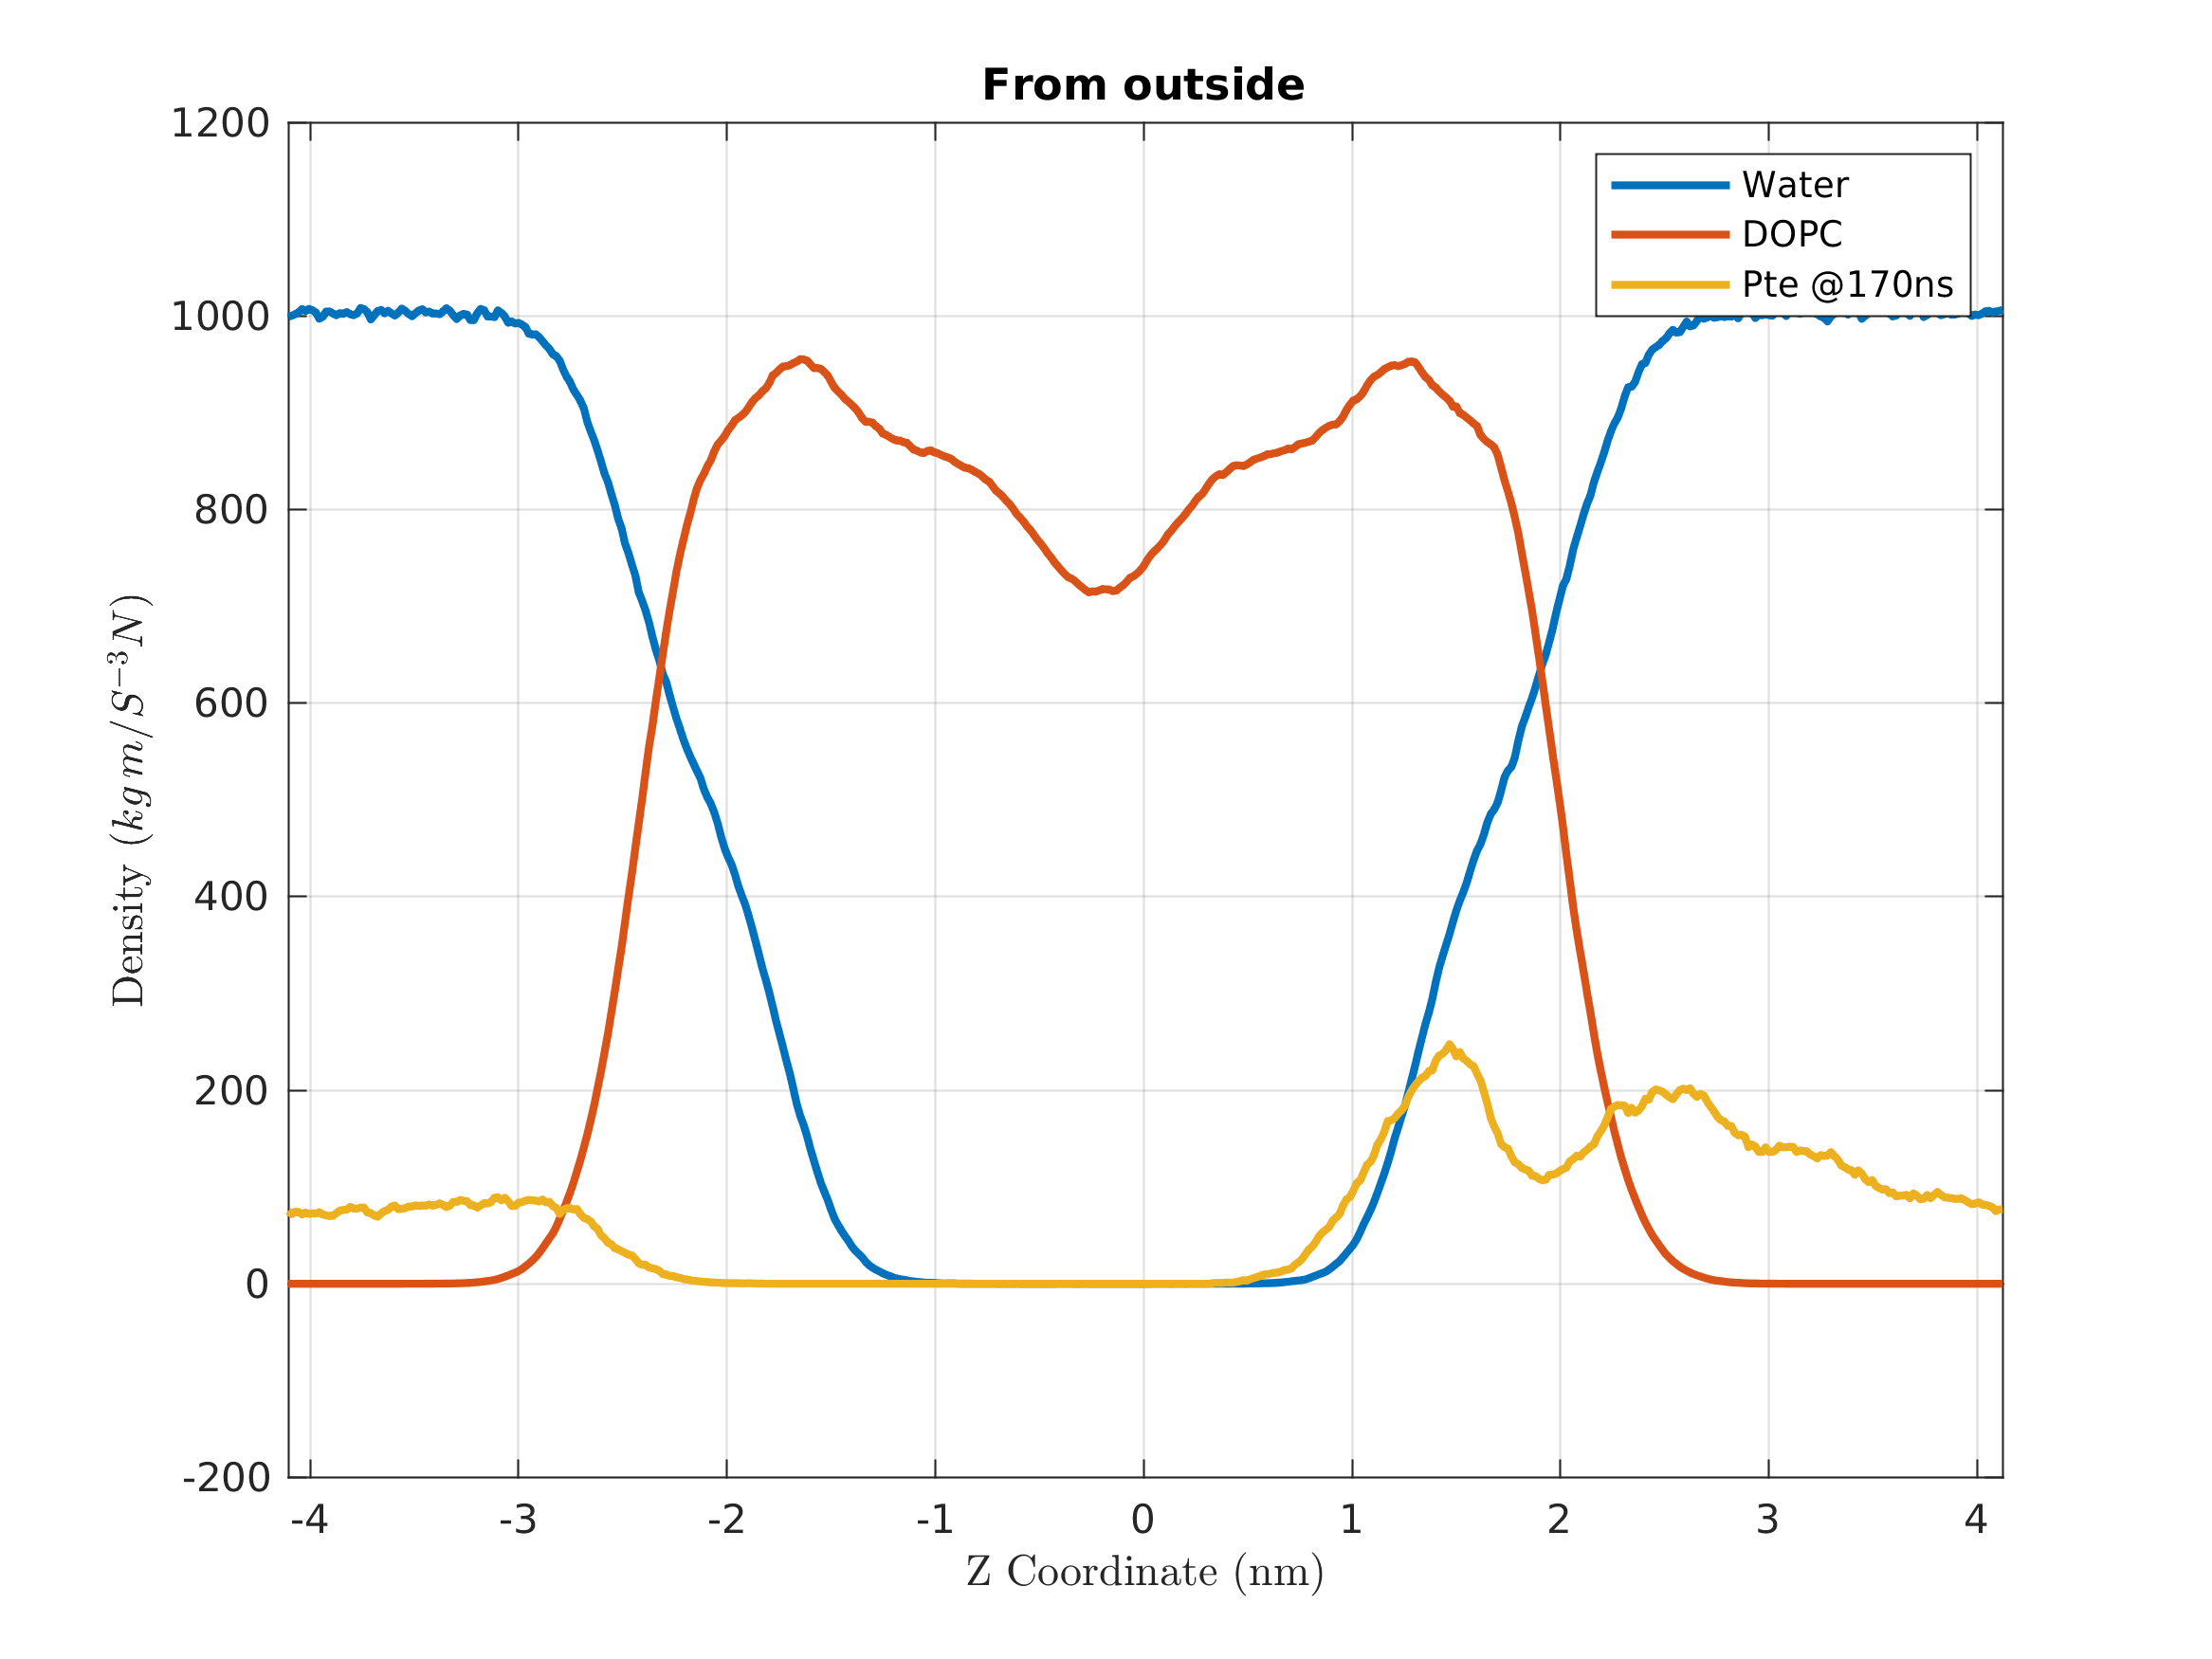 From outside
1200
1000
800
600
400
200
0
-200
Density (kgm/S⁻³N)
Water
DOPC
Pte @170ns
-4 -3 -2 -1 0 1 2 3 4
Z Coordinate (nm)